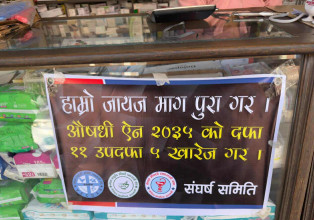 हाम्रो जायज माग पुरा गर ।
औषधी ऐन २०३५ को दफा
११ उपदफा ५ खारेज गर ।
संघर्ष समिति